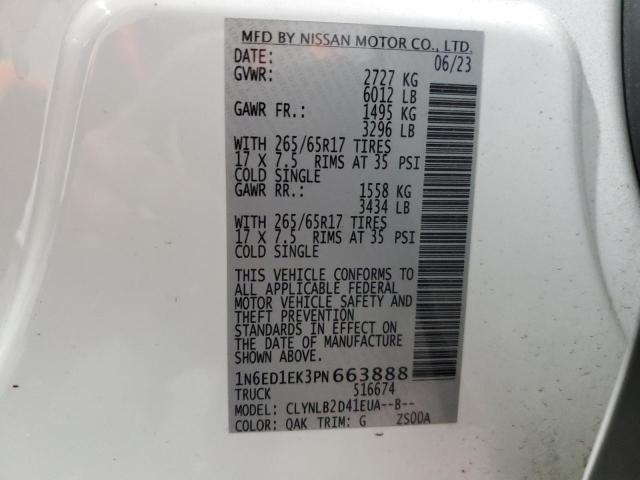 MFD BY NISSAN MOTOR CO., LTD.
DATE: 06/23
GVWR: 2727 KG
6012 LB
GAWR FR.: 1495 KG
3296 LB
WITH 265/65R17 TIRES
17 X 7.5 RIMS AT 35 PSI
COLD SINGLE
GAWR RR.: 1558 KG
3434 LB
WITH 265/65R17 TIRES
17 X 7.5 RIMS AT 35 PSI
COLD SINGLE
THIS VEHICLE CONFORMS TO
ALL APPLICABLE FEDERAL
MOTOR VEHICLE SAFETY AND
THEFT PREVENTION
STANDARDS IN EFFECT ON
THE DATE OF MANUFACTURE
SHOWN ABOVE.
1N6ED1EK3PN663888
TRUCK 516674
MODEL: CLYNLB2D41EUA--B--
COLOR: QAK TRIM: G ZS00A